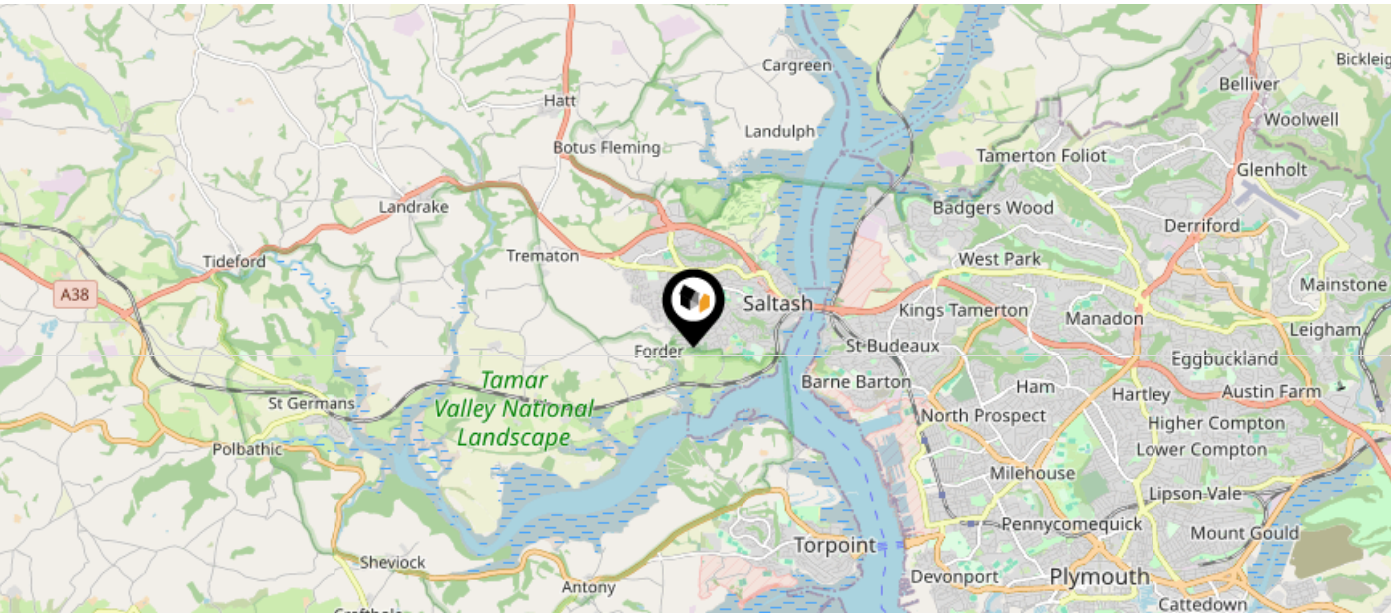 Cargreen
Bickleig
Belliver
Hatt
Woolwell
Landulph
Botus Fleming
Tamerton Foliot
Glenholt
Landrake
Badgers Wood
Derriford
Tideford
Trematon
West Park
Mainstone
A38
Saltash
Kings Tamerton
Manadon
Leigham
Forder
St Budeaux
Eggbuckland
Tamar
Valley National
Landscape
Barne Barton
Ham
Hartley
Austin Farm
St Germans
North Prospect
Higher Compton
Polbathic
Lower Compton
Milehouse
Lipson Vale
Pennycomequick
Mount Gould
Torpoint
Sheviock
Antony
Devonport
Plymouth
Cattedown